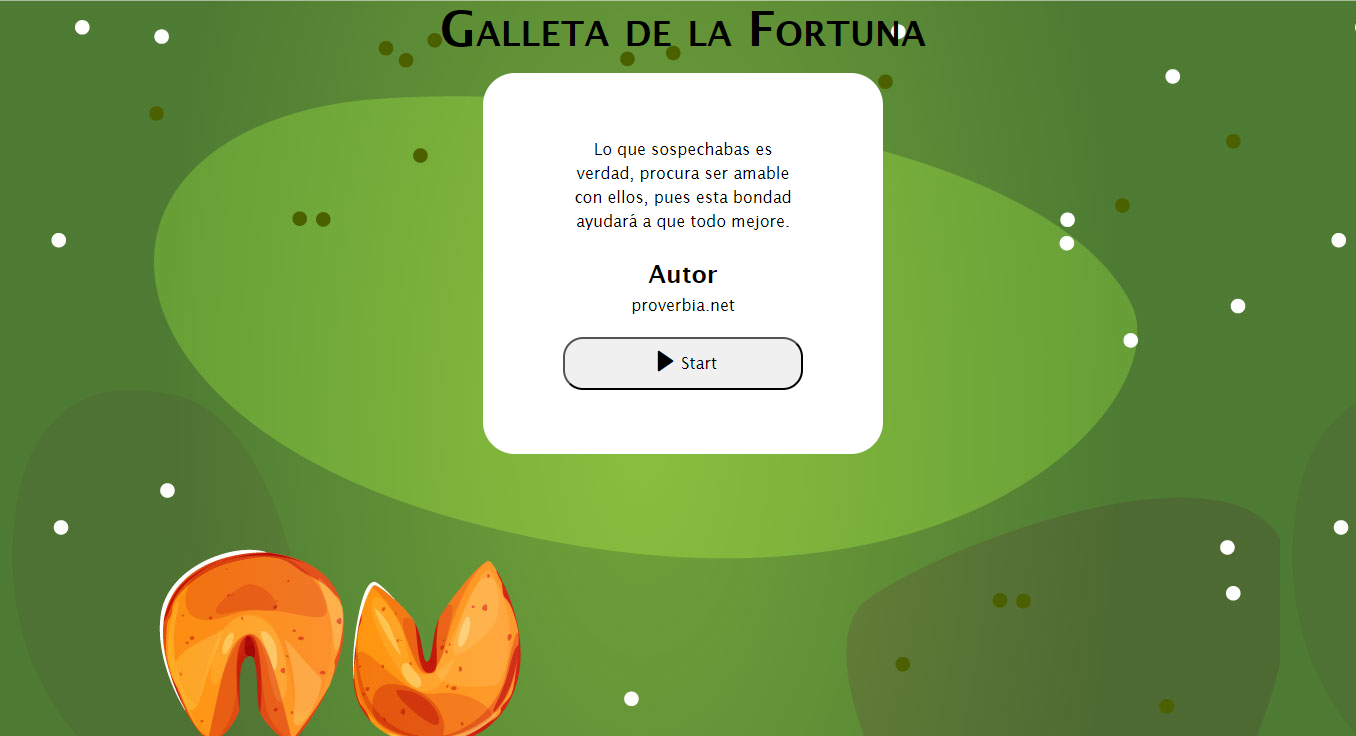 Galleta de la Fortuna
Lo que sospechabas es
verdad, procura ser amable
con ellos, pues esta bondad
ayudará a que todo mejore.
Autor
proverbia.net
Start